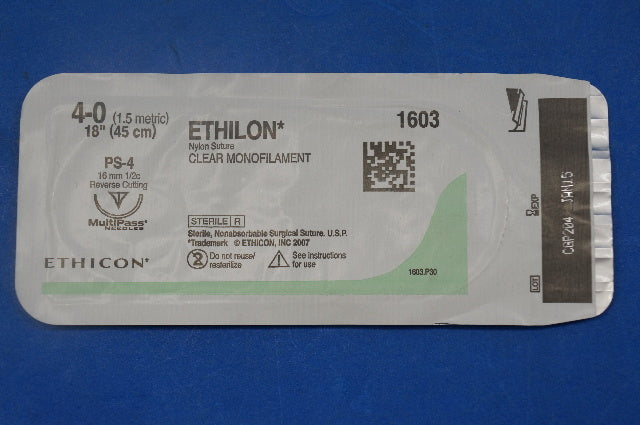 4-0 (1.5 metric)
18" (45 cm)
PS-4
16 mm 1/2c
Reverse Cutting
MultiPass*
NEEDLES
ETHICON*
ETHILON*
Nylon Suture
CLEAR MONOFILAMENT
1603
STERILE R
Sterile, Nonabsorbable Surgical Suture, U.S.P.
*Trademark © ETHICON, INC 2007
2 Do not reuse/
resterilize
See instructions
for use
1603.P30
EXP
LOT